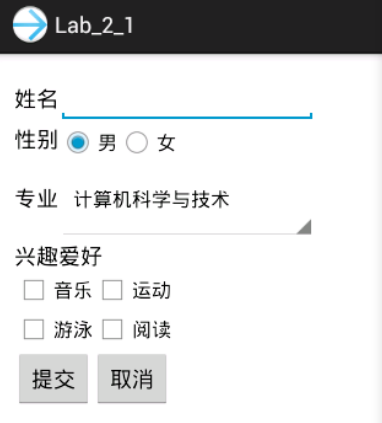 Lab_2_1
姓名
性别 男 女
专业 计算机科学与技术
兴趣爱好
音乐 运动
游泳 阅读
提交 取消